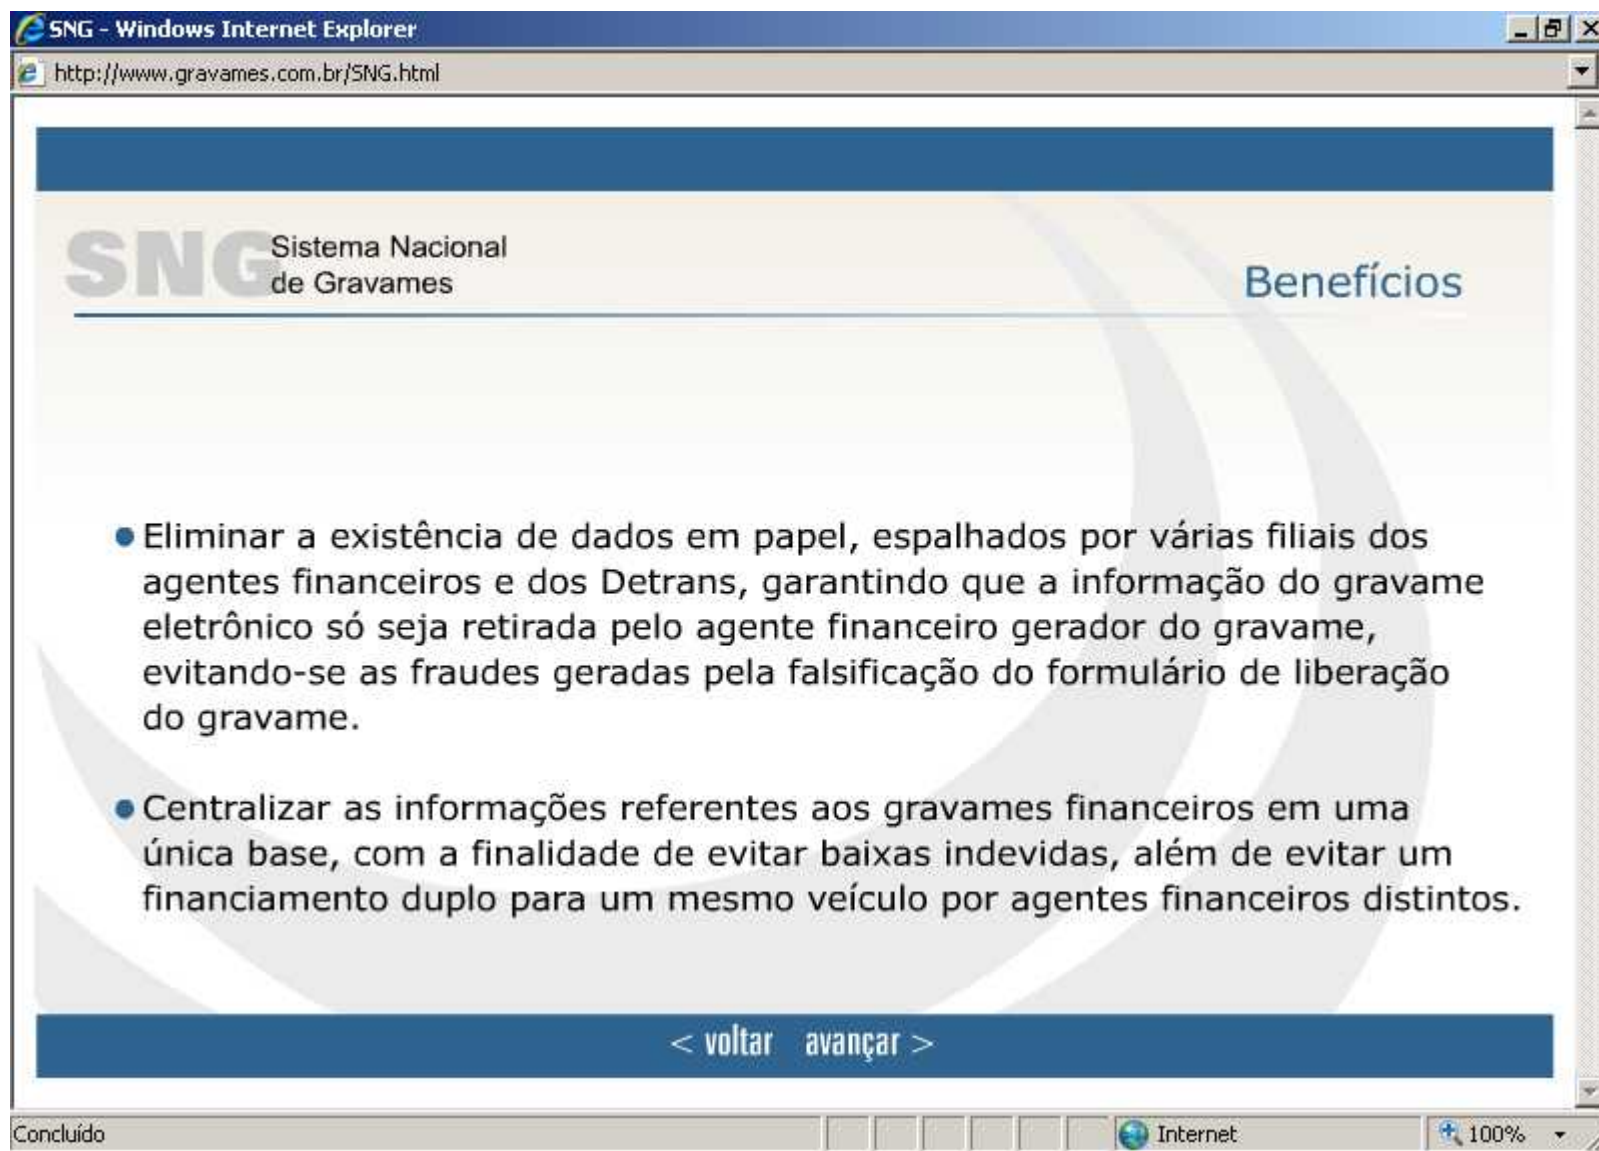 SNG - Windows Internet Explorer
http://www.gravames.com.br/SNG.html
SNG Sistema Nacional
de Gravames
Benefícios
Eliminar a existência de dados em papel, espalhados por várias filiais dos
agentes financeiros e dos Detrans, garantindo que a informação do gravame
eletrônico só seja retirada pelo agente financeiro gerador do gravame,
evitando-se as fraudes geradas pela falsificação do formulário de liberação
do gravame.
Centralizar as informações referentes aos gravames financeiros em uma
única base, com a finalidade de evitar baixas indevidas, além de evitar um
financiamento duplo para um mesmo veículo por agentes financeiros distintos.
< voltar avançar >
Concluído Internet 100%